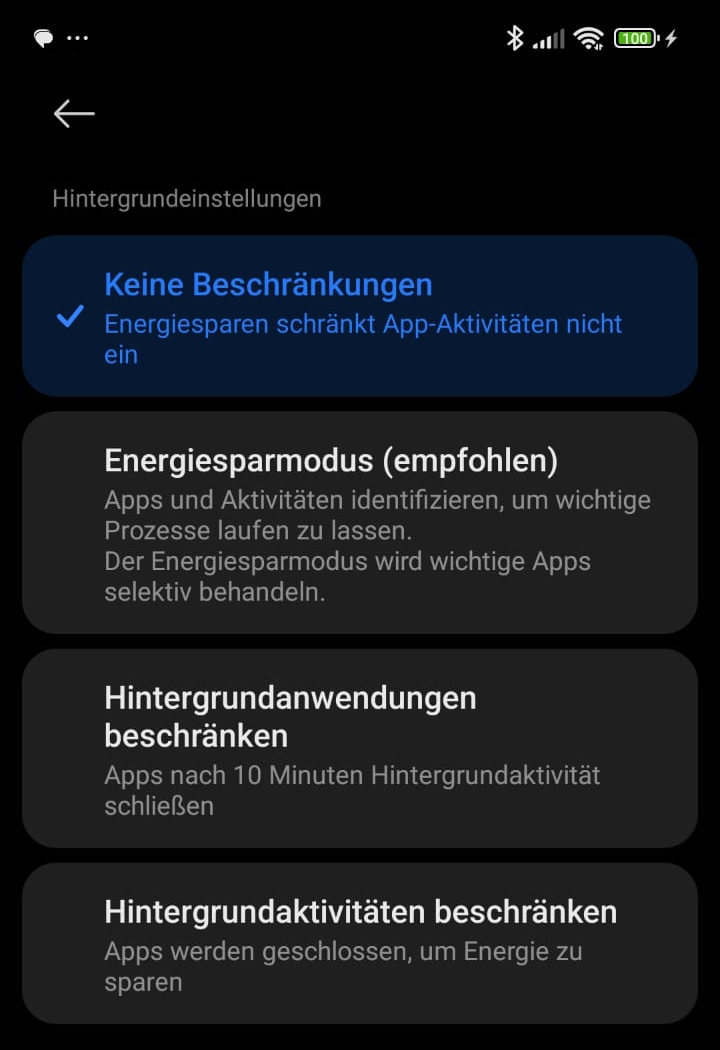 100
Hintergrundeinstellungen
Keine Beschränkungen
Energiesparen schränkt App-Aktivitäten nicht
ein
Energiesparmodus (empfohlen)
Apps und Aktivitäten identifizieren, um wichtige
Prozesse laufen zu lassen.
Der Energiesparmodus wird wichtige Apps
selektiv behandeln.
Hintergrundanwendungen
beschränken
Apps nach 10 Minuten Hintergrundaktivität
schließen
Hintergrundaktivitäten beschränken
Apps werden geschlossen, um Energie zu
sparen